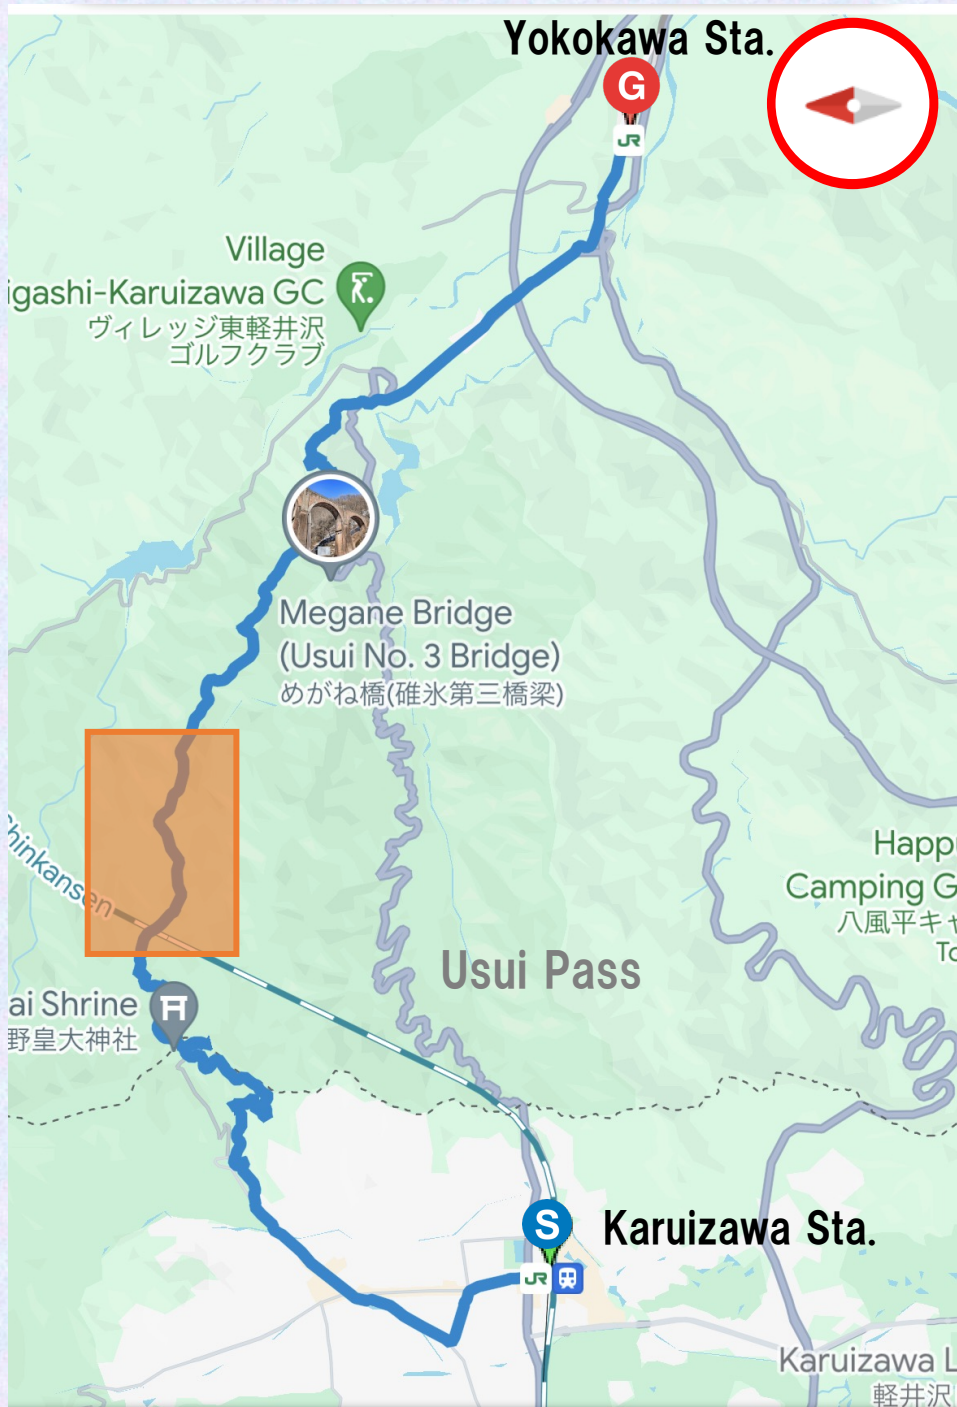 Yokokawa Sta.
G
JR
Village
igashi-Karuizawa GC
ヴィレッジ東軽井沢
ゴルフクラブ
Megane Bridge
(Usui No. 3 Bridge)
めがね橋(碓氷第三橋梁)
Shinkansen
Happu
Camping G
八風平キャ
To
Usui Pass
ai Shrine
野皇大神社
S
Karuizawa Sta.
JR
Karuizawa L
軽井沢